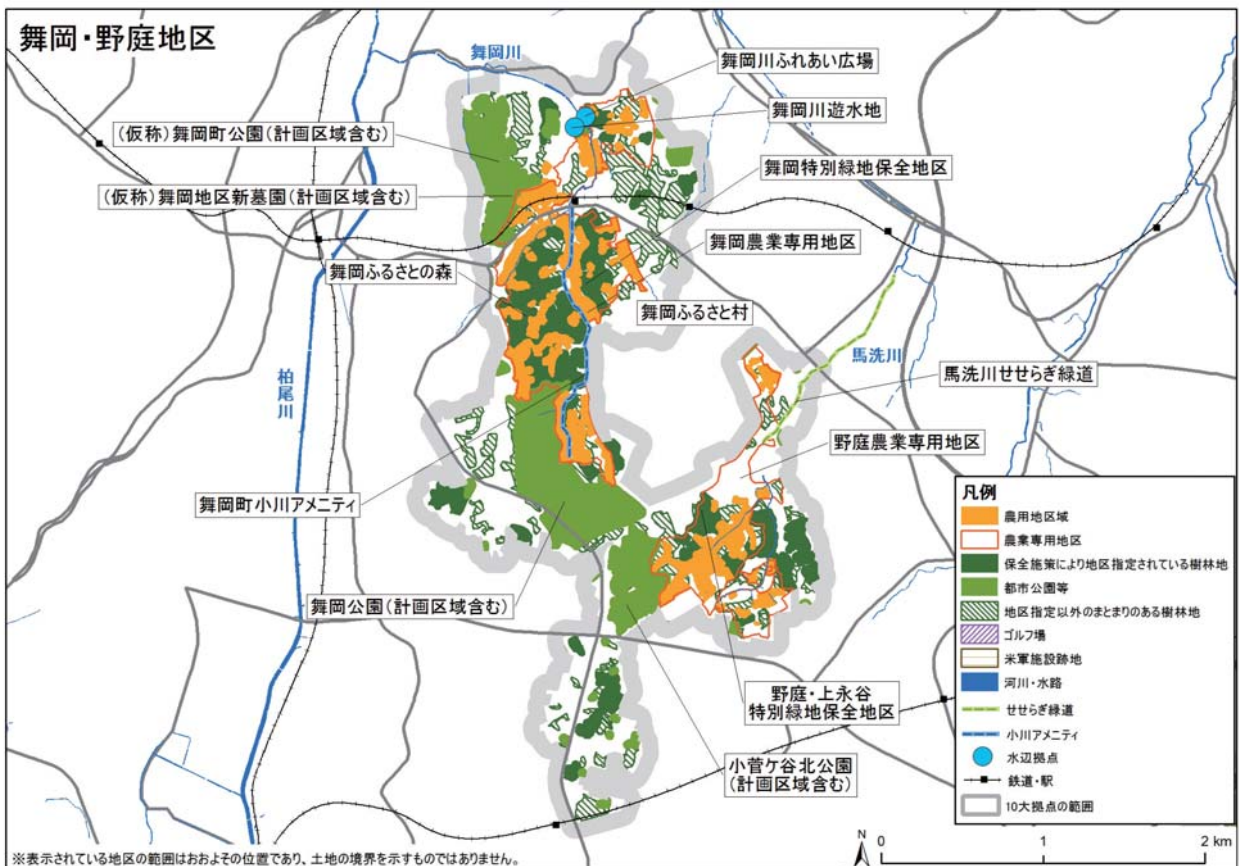 舞岡・野庭地区
舞岡川
舞岡川ふれあい広場
舞岡川遊水地
(仮称)舞岡町公園(計画区域含む)
舞岡特別緑地保全地区
(仮称)舞岡地区新墓園(計画区域含む)
舞岡農業専用地区
舞岡ふるさとの森
舞岡ふるさと村
柏尾川
馬洗川
馬洗川せせらぎ緑道
野庭農業専用地区
舞岡町小川アメニティ
舞岡公園(計画区域含む)
野庭・上永谷
特別緑地保全地区
小菅ケ谷北公園
(計画区域含む)
凡例
農用地区域
農業専用地区
保全施策により地区指定されている樹林地
都市公園等
地区指定以外のまとまりのある樹林地
ゴルフ場
米軍施設跡地
河川・水路
せせらぎ緑道
小川アメニティ
水辺拠点
鉄道・駅
10大拠点の範囲
N
0 1 2
km
※表示されている地区の範囲はおおよその位置であり、土地の境界を示すものではありません。